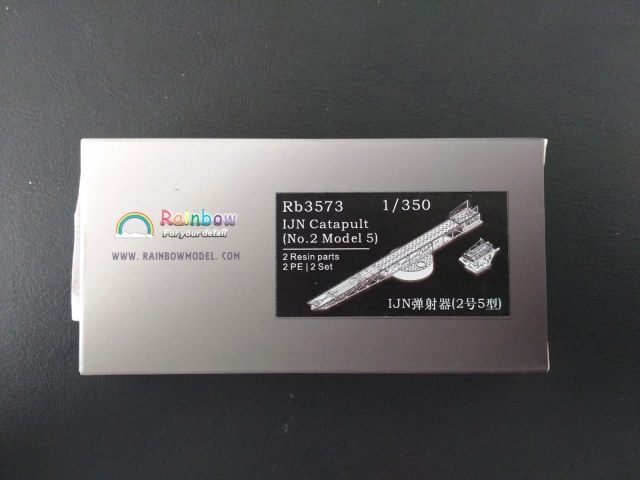 Rainbow
For your detail
WWW.RAINBOWMODEL.COM
Rb3573 1/350
IJN Catapult
(No.2 Model 5)
2 Resin parts
2 PE | 2 Set
IJN弹射器(2号5型)